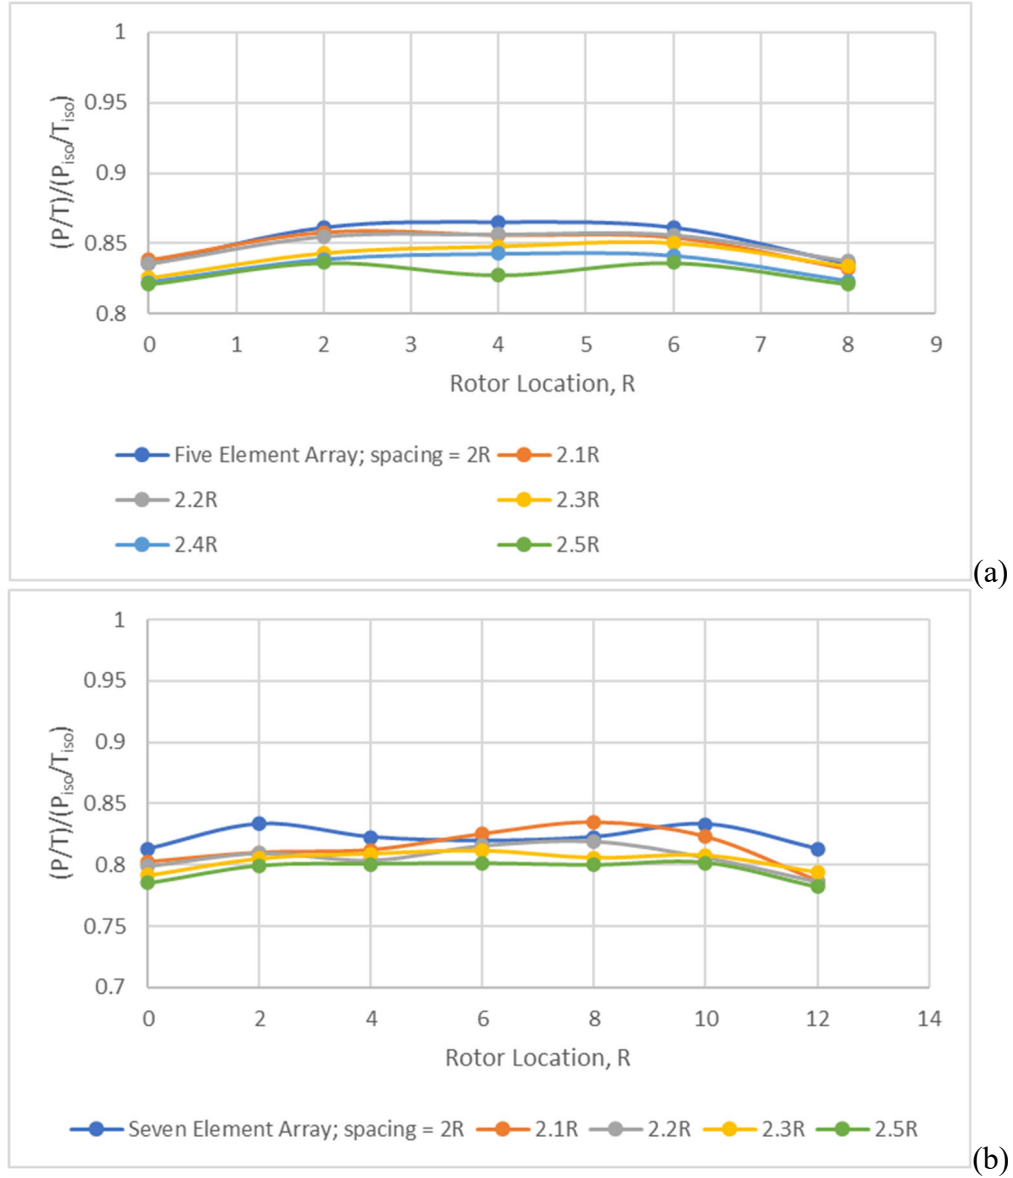 1
0.95
0.9
0.85
0.8
(P/T)/(Piso/Tiso)
0 1 2 3 4 5 6 7 8 9
Rotor Location, R
Five Element Array; spacing = 2R 2.1R
2.2R 2.3R
2.4R 2.5R
(a)
1
0.95
0.9
0.85
0.8
0.75
0.7
(P/T)/(Piso/Tiso)
0 2 4 6 8 10 12 14
Rotor Location, R
Seven Element Array; spacing = 2R 2.1R 2.2R 2.3R 2.5R
(b)